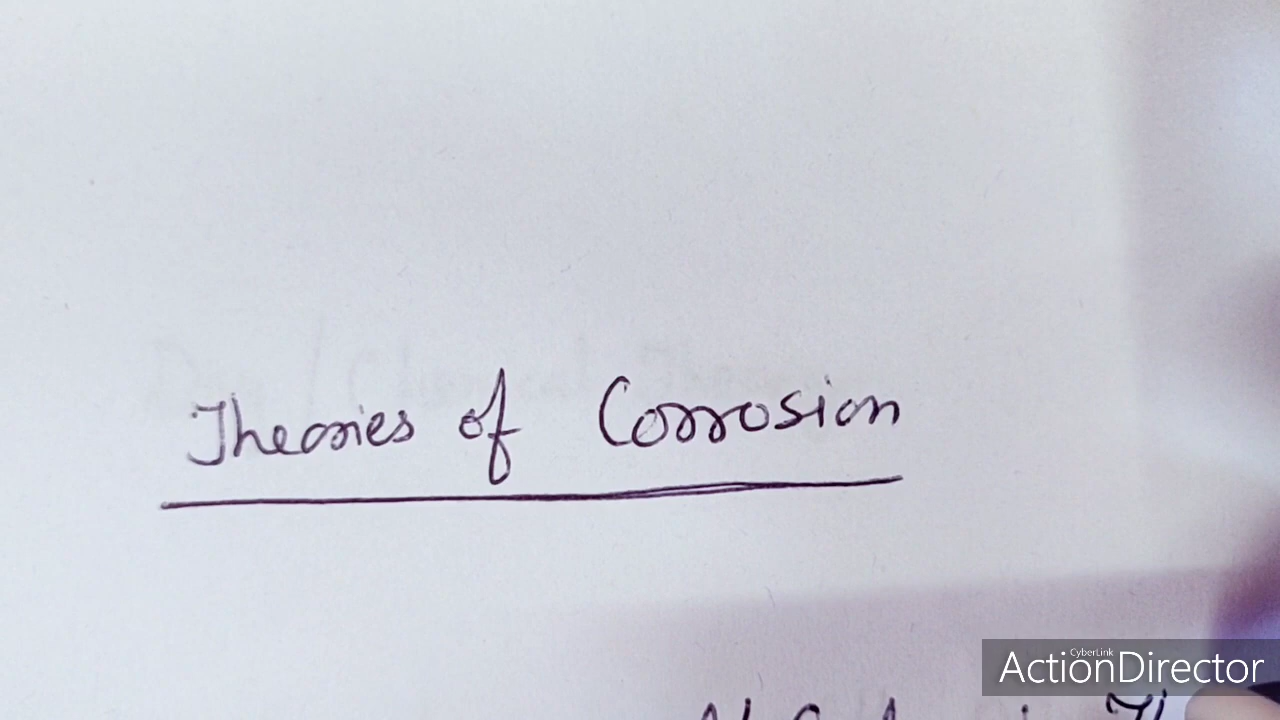 Theories of Corrosion
CyberLink
ActionDirector